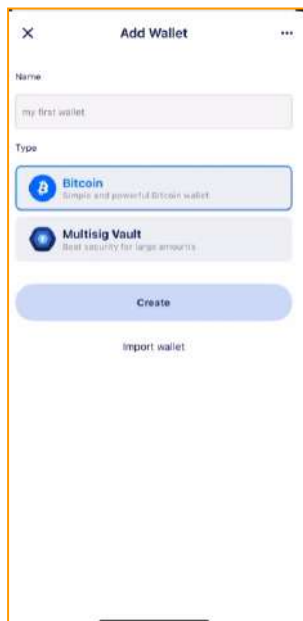 Add Wallet
Name
my first wallet
Type
Bitcoin
Simple and powerful Bitcoin wallet
Multisig Vault
Best security for large amounts
Create
Import wallet